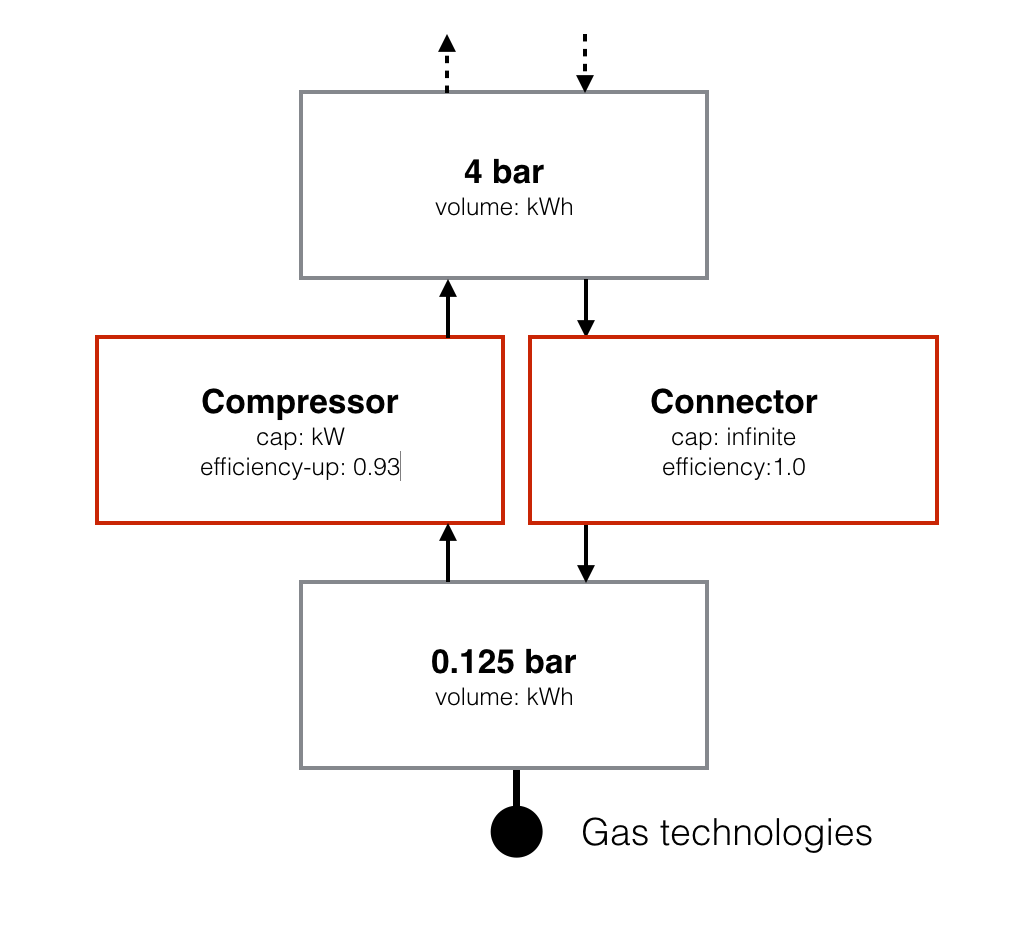 4 bar
volume: kWh
Compressor
cap: kW
efficiency-up: 0.93
Connector
cap: infinite
efficiency:1.0
0.125 bar
volume: kWh
Gas technologies